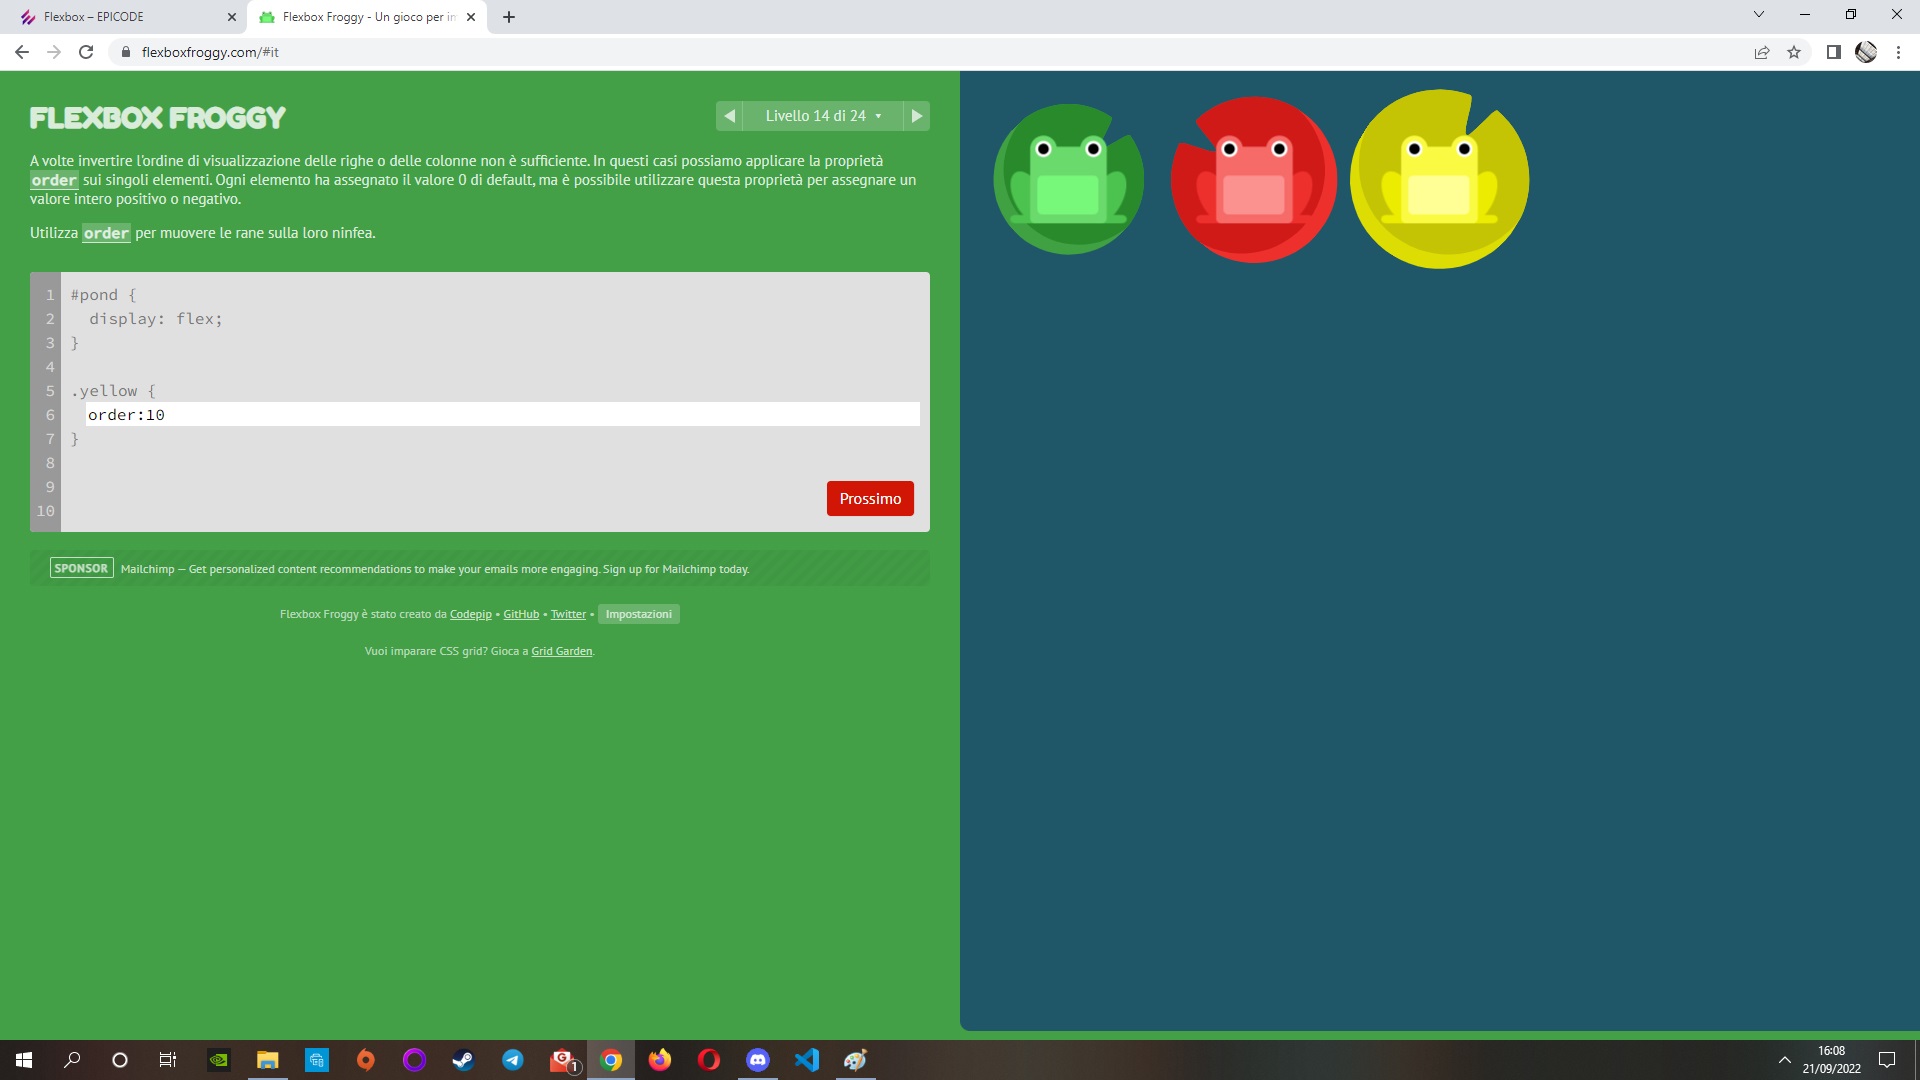 Flexbox – EPICODE
Flexbox Froggy - Un gioco per im
flexboxfroggy.com/#it
FLEXBOX FROGGY
Livello 14 di 24
A volte invertire l'ordine di visualizzazione delle righe o delle colonne non è sufficiente. In questi casi possiamo applicare la proprietà
order sui singoli elementi. Ogni elemento ha assegnato il valore 0 di default, ma è possibile utilizzare questa proprietà per assegnare un
valore intero positivo o negativo.
Utilizza order per muovere le rane sulla loro ninfea.
1 #pond {
2 display: flex;
3 }
4
5 .yellow {
6 order:10
7 }
8
9
10
Prossimo
SPONSOR Mailchimp — Get personalized content recommendations to make your emails more engaging. Sign up for Mailchimp today.
Flexbox Froggy è stato creato da Codepip • GitHub • Twitter • Impostazioni
Vuoi imparare CSS grid? Gioca a Grid Garden.
G
1
16:08
21/09/2022